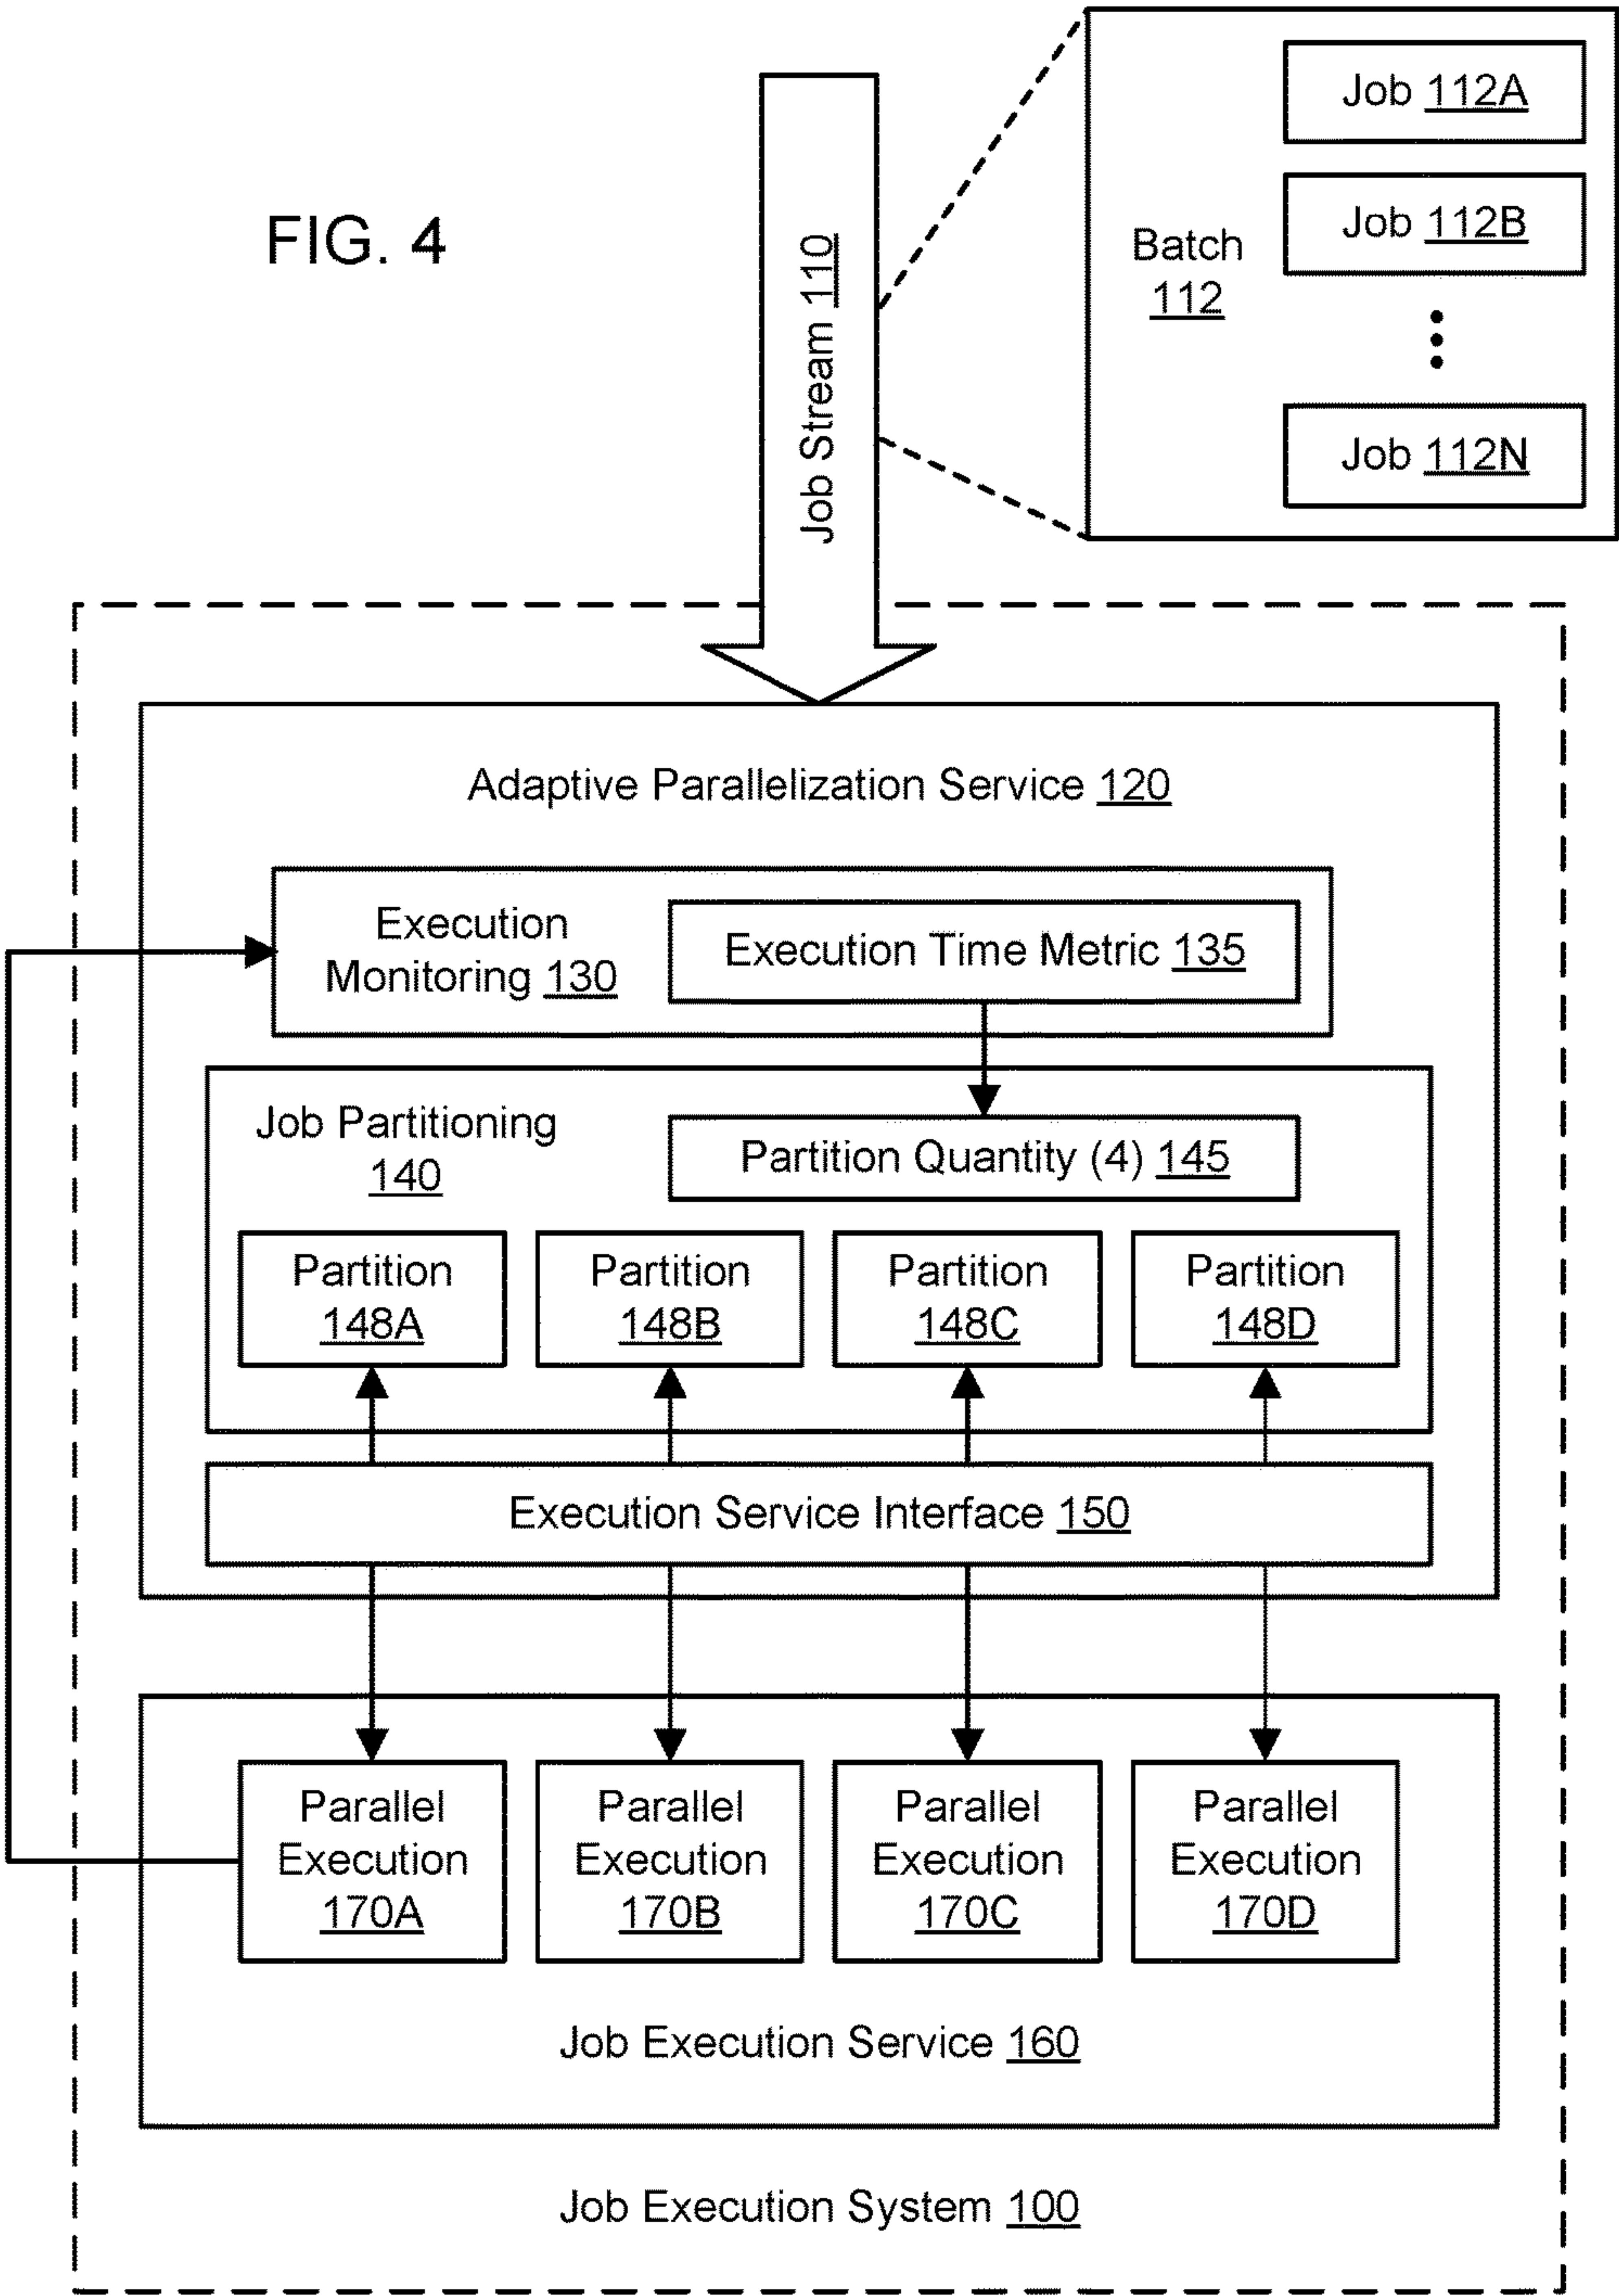 FIG. 4
Job Stream 110
Batch
112
Job 112A
Job 112B
Job 112N
Adaptive Parallelization Service 120
Execution
Monitoring 130
Execution Time Metric 135
Job Partitioning
140
Partition Quantity (4) 145
Partition
148A
Partition
148B
Partition
148C
Partition
148D
Execution Service Interface 150
Parallel
Execution
170A
Parallel
Execution
170B
Parallel
Execution
170C
Parallel
Execution
170D
Job Execution Service 160
Job Execution System 100